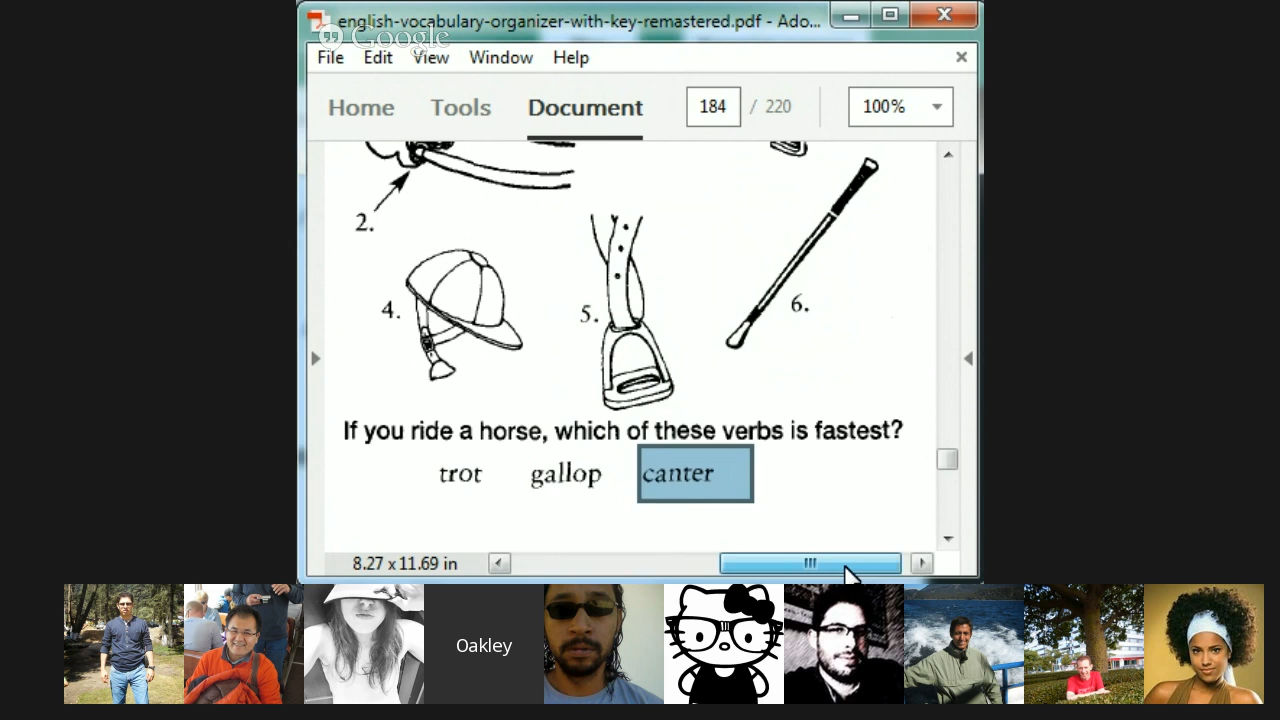 english-vocabulary-organizer-with-key-remastered.pdf - Ado...
Google
File Edit View Window Help
Home Tools Document 184 / 220 100%
2.
4. 5. 6.
If you ride a horse, which of these verbs is fastest?
trot gallop canter
8.27 x 11.69 in
Oakley